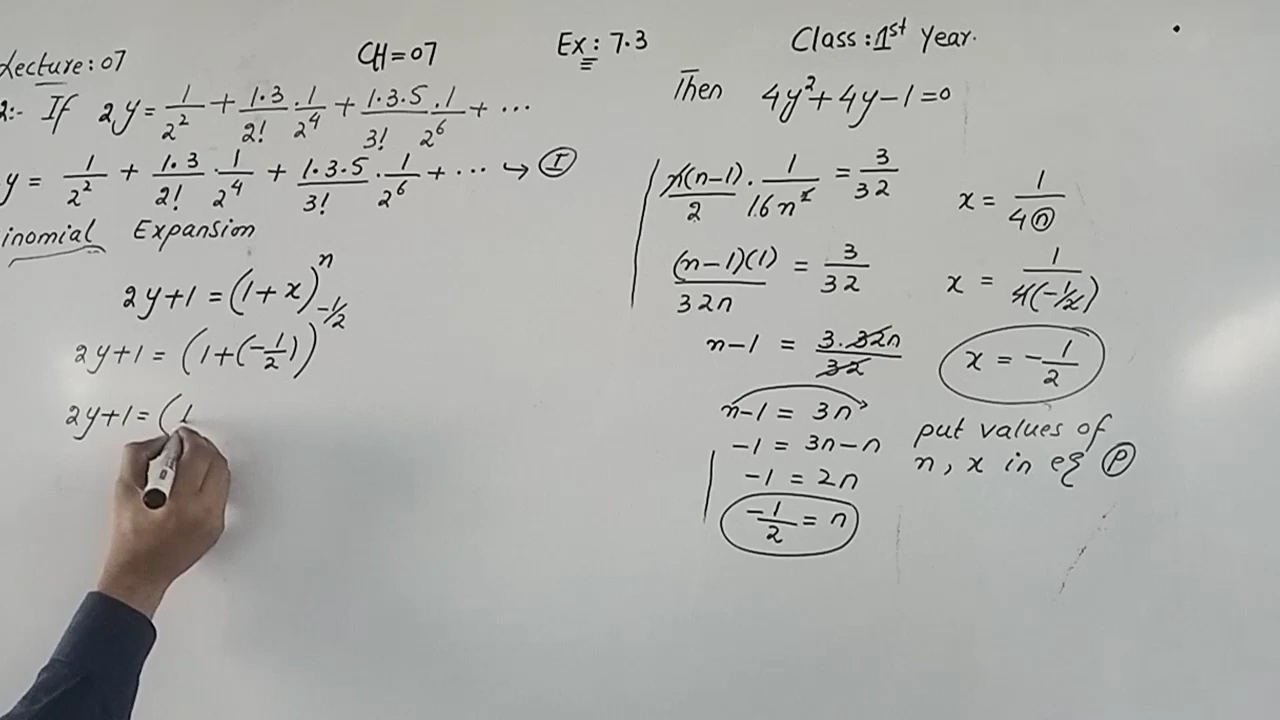 Lecture: 07 CH=07 Ex: 7.3 Class: 1st Year.
2:- If 2y = 1/2² + 1·3/2! · 1/2⁴ + 1·3·5/3! · 1/2⁶ + ··· Then 4y²+4y−1=0
y = 1/2² + 1·3/2! · 1/2⁴ + 1·3·5/3! · 1/2⁶ + ··· → Ⓘ
inomial Expansion
2y+1 = (1+x)ⁿ
2y+1 = (1+(−1/2))^(−1/2)
2y+1 = (1
n(n−1)/2 · 1/16n² = 3/32
(n−1)(1)/32n = 3/32
n−1 = 3·32n/32
n−1 = 3n
−1 = 3n−n
−1 = 2n
−1/2 = n
x = 1/4n
x = 1/4(−1/2)
x = −1/2
put values of
n, x in eq Ⓟ